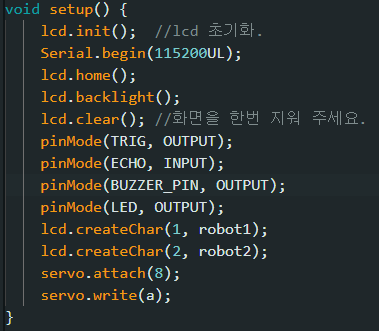 void setup() {
lcd.init();  //lcd 초기화.
Serial.begin(115200UL);
lcd.home();
lcd.backlight();
lcd.clear(); //화면을 한번 지워 주세요.
pinMode(TRIG, OUTPUT);
pinMode(ECHO, INPUT);
pinMode(BUZZER_PIN, OUTPUT);
pinMode(LED, OUTPUT);
lcd.createChar(1, robot1);
lcd.createChar(2, robot2);
servo.attach(8);
servo.write(a);
}